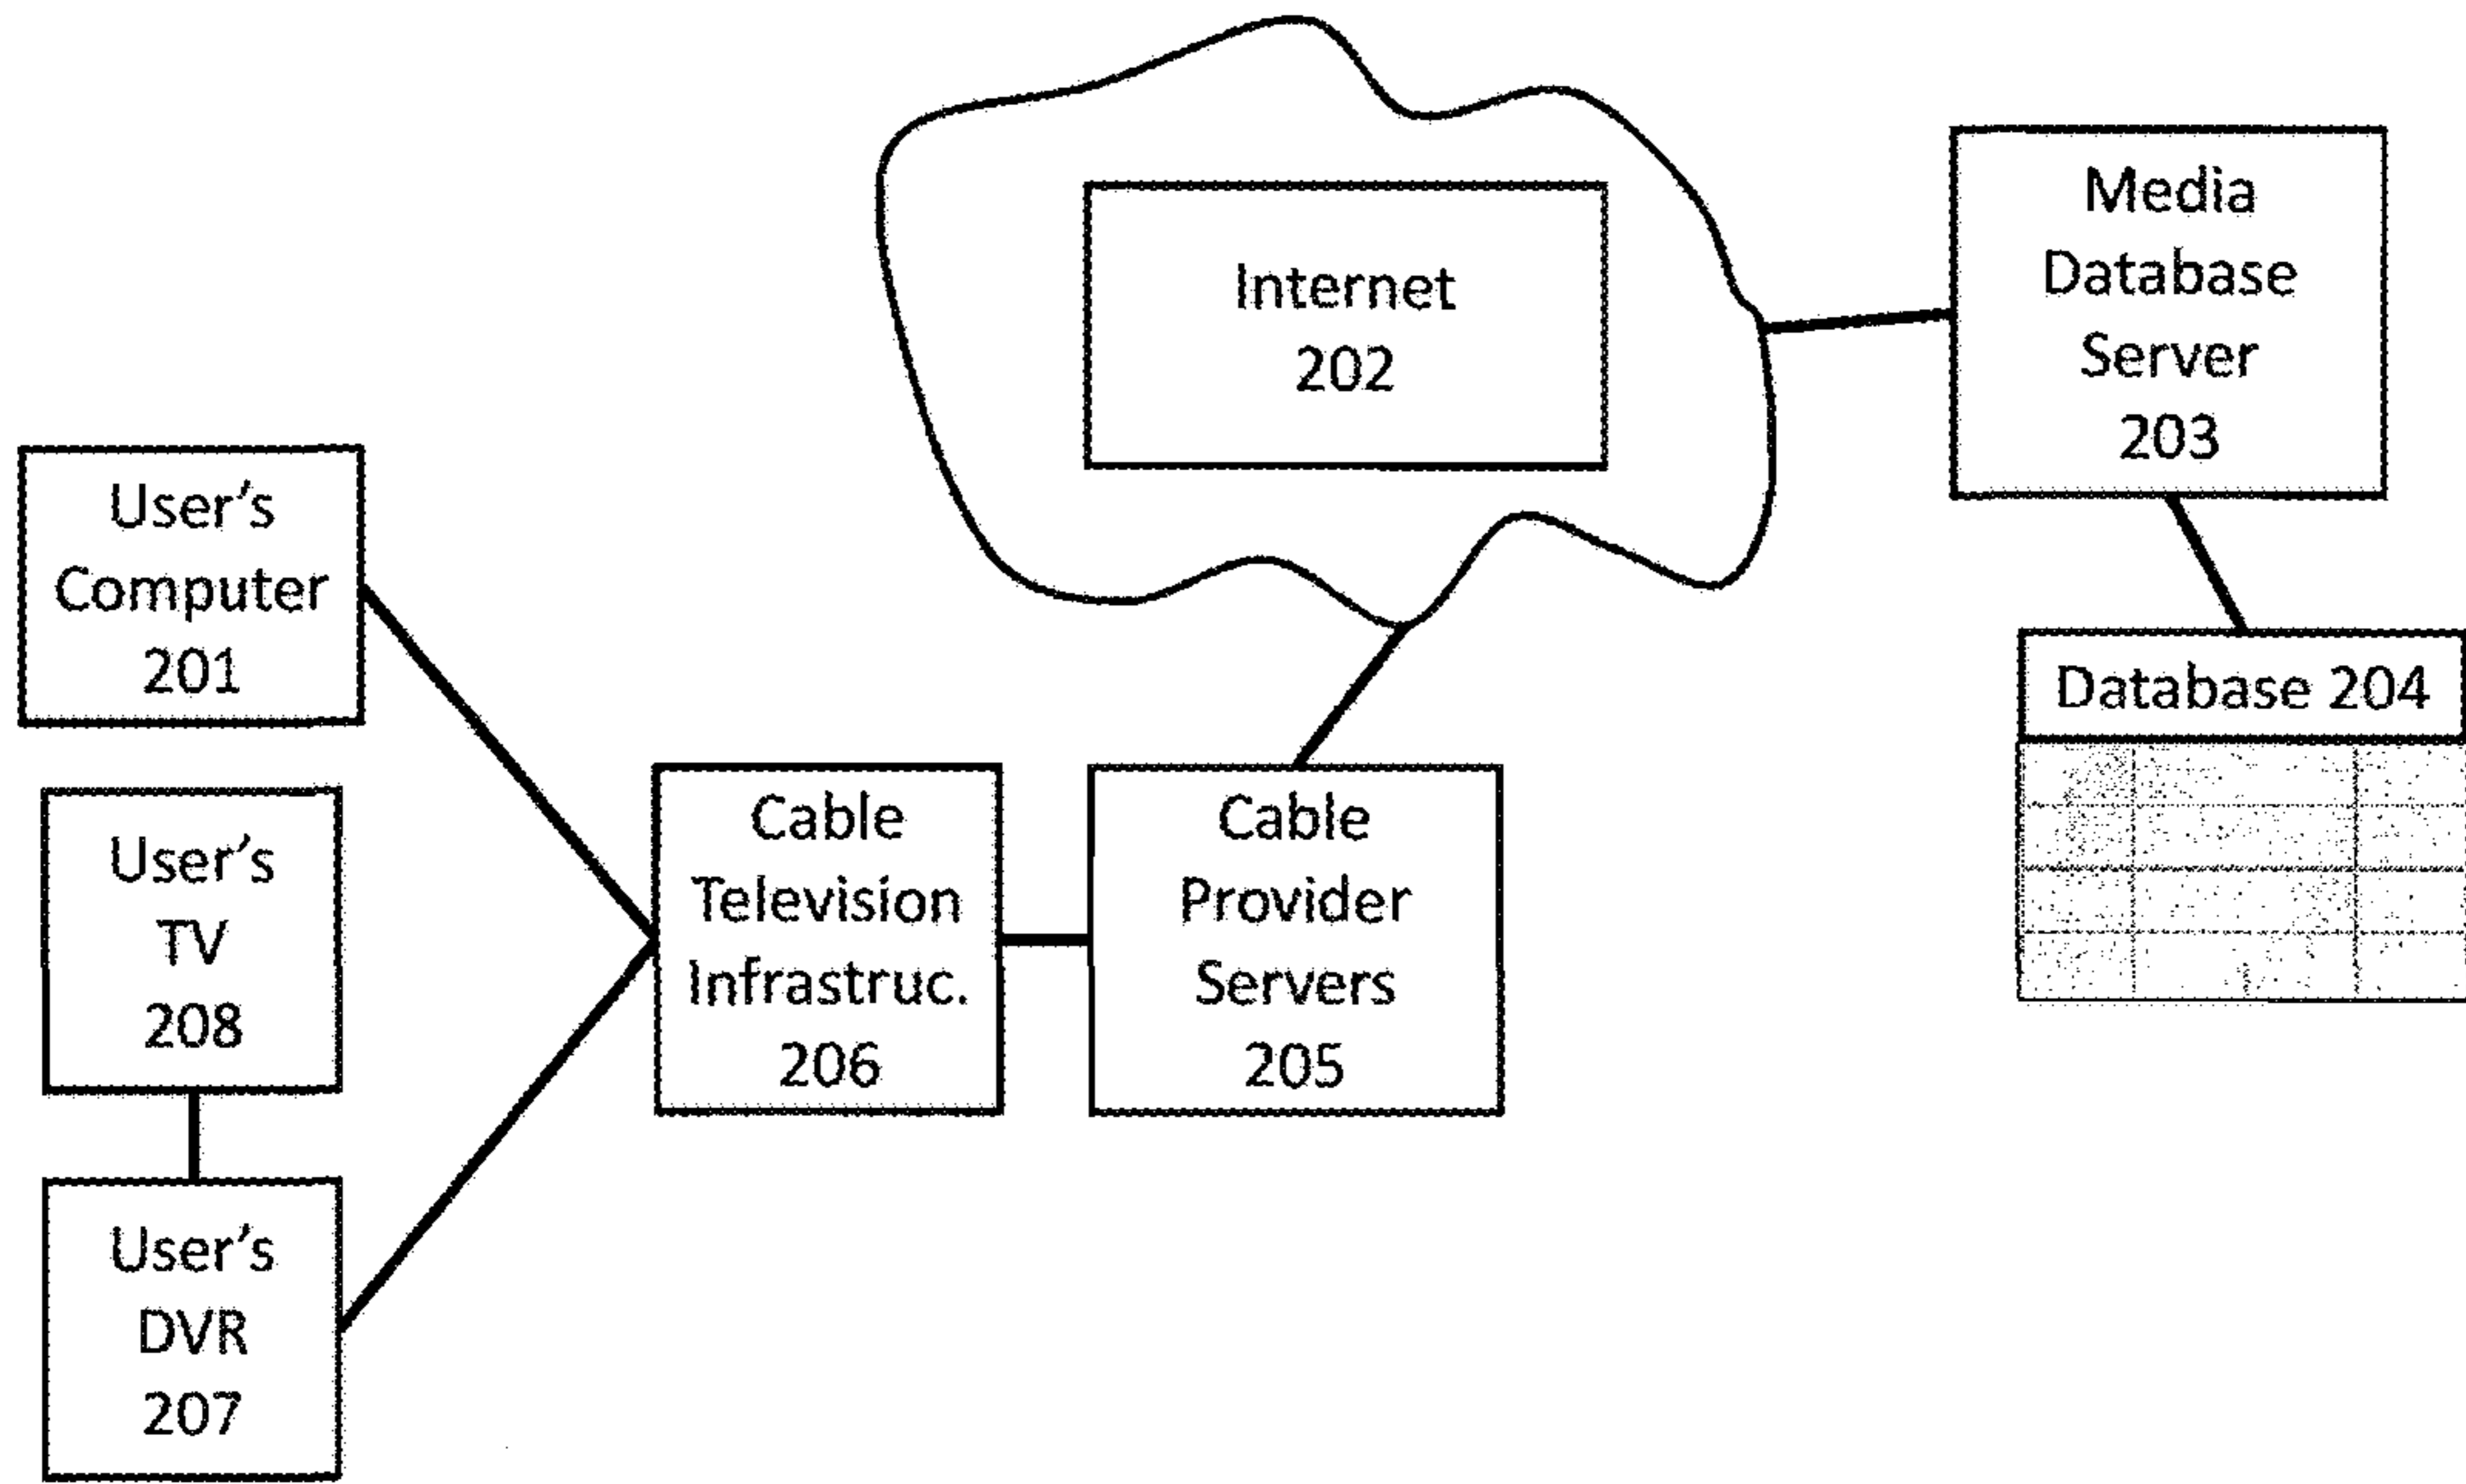 Internet
202
Media
Database
Server
203
User's
Computer
201
Database 204
User's
TV
208
Cable
Television
Infrastruc.
206
Cable
Provider
Servers
205
User's
DVR
207